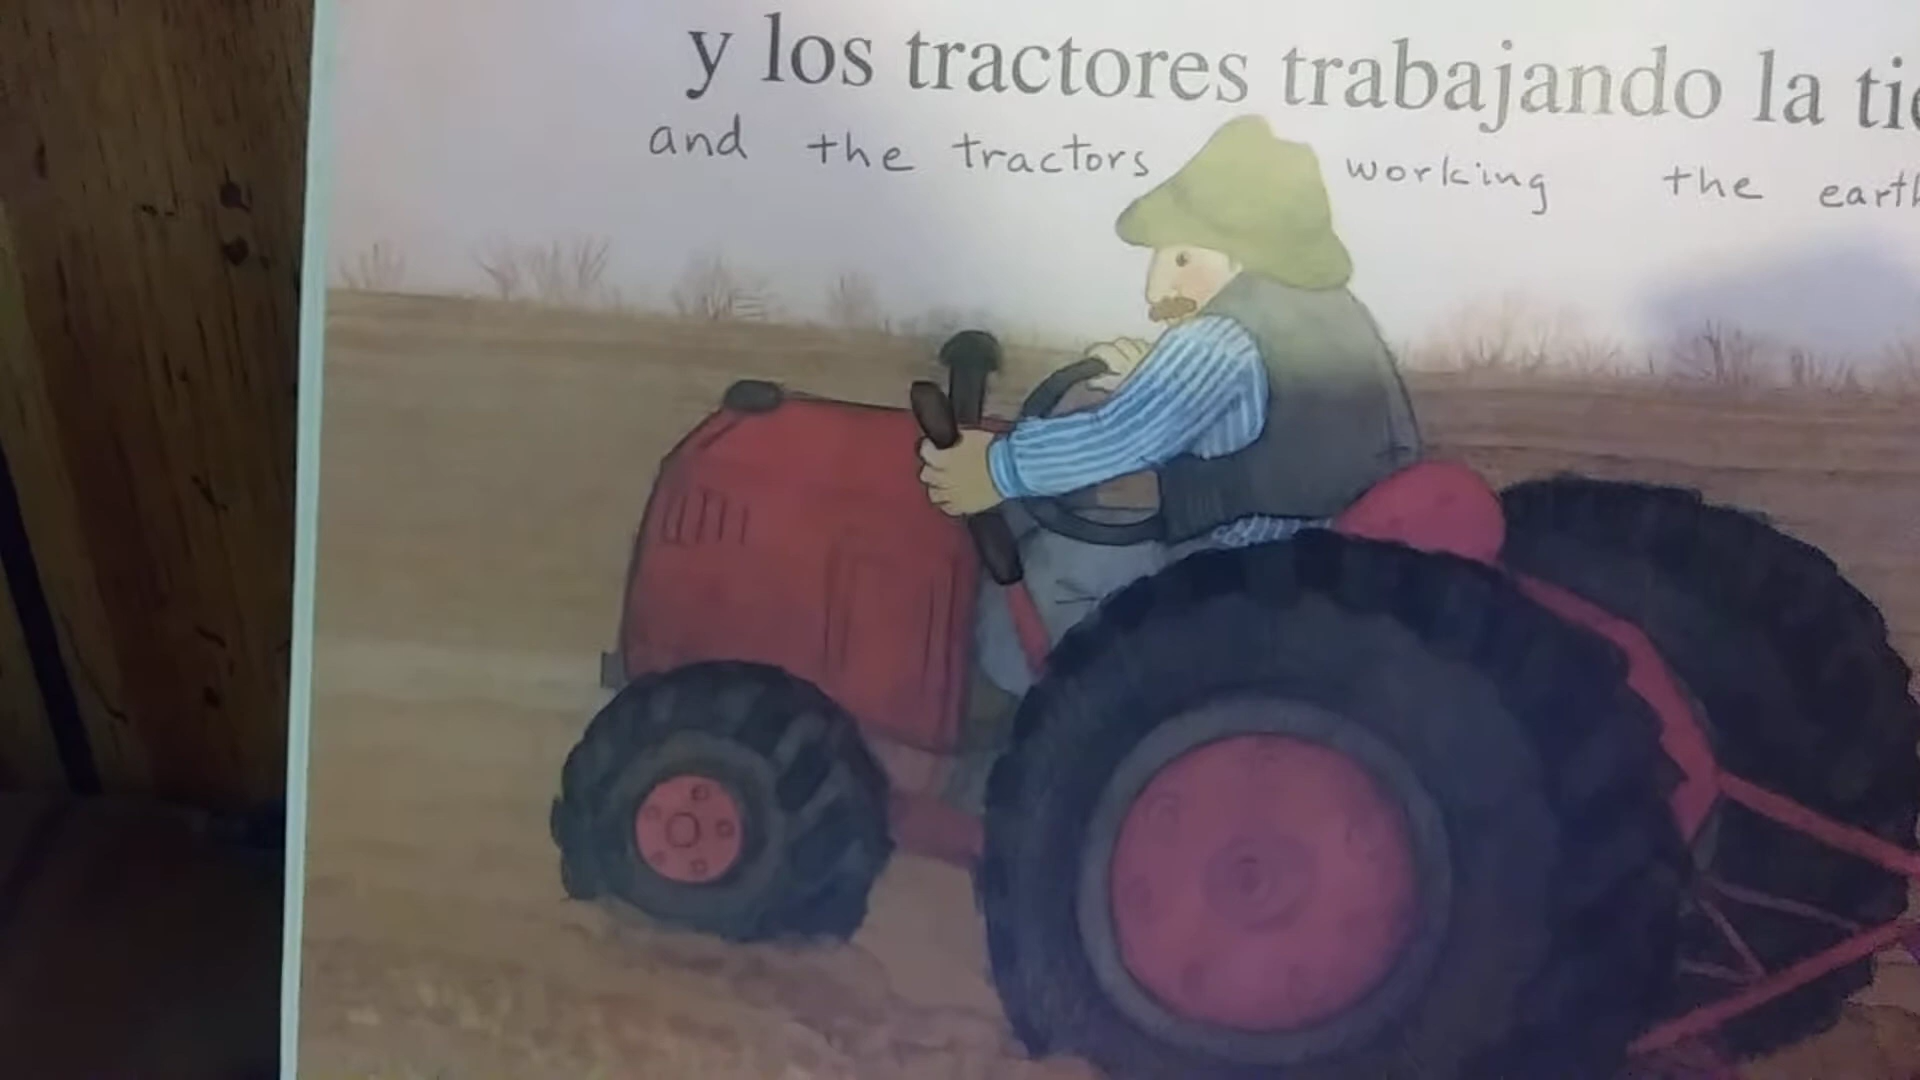 y los tractores trabajando la
and the tractors working the